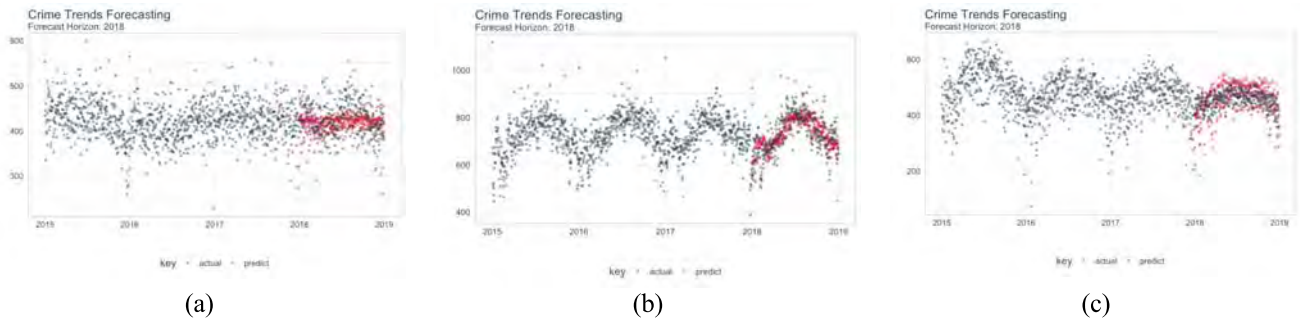 Crime Trends Forecasting
Forecast Horizon: 2018
600
500
400
300
2015
2016
2017
2018
2019
key actual predict
(a)
Crime Trends Forecasting
Forecast Horizon: 2018
1000
800
600
400
2015
2016
2017
2018
2019
key actual predict
(b)
Crime Trends Forecasting
Forecast Horizon: 2018
600
400
200
2015
2016
2017
2018
2019
key actual predict
(c)